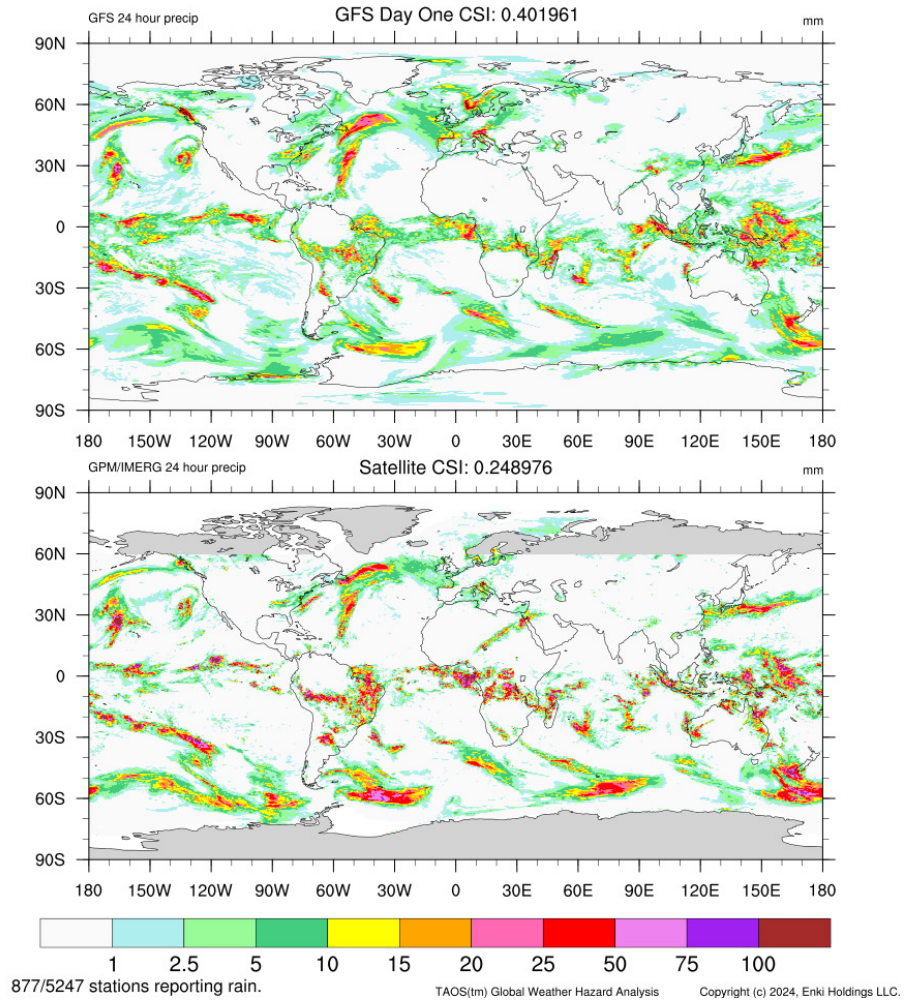 GFS 24 hour precip
GFS Day One CSI: 0.401961
mm
90N
60N
30N
0
30S
60S
90S
180 150W 120W 90W 60W 30W 0 30E 60E 90E 120E 150E 180
GPM/IMERG 24 hour precip
Satellite CSI: 0.248976
mm
90N
60N
30N
0
30S
60S
90S
180 150W 120W 90W 60W 30W 0 30E 60E 90E 120E 150E 180
1 2.5 5 10 15 20 25 50 75 100
877/5247 stations reporting rain.
TAOS(tm) Global Weather Hazard Analysis
Copyright (c) 2024, Enki Holdings LLC.